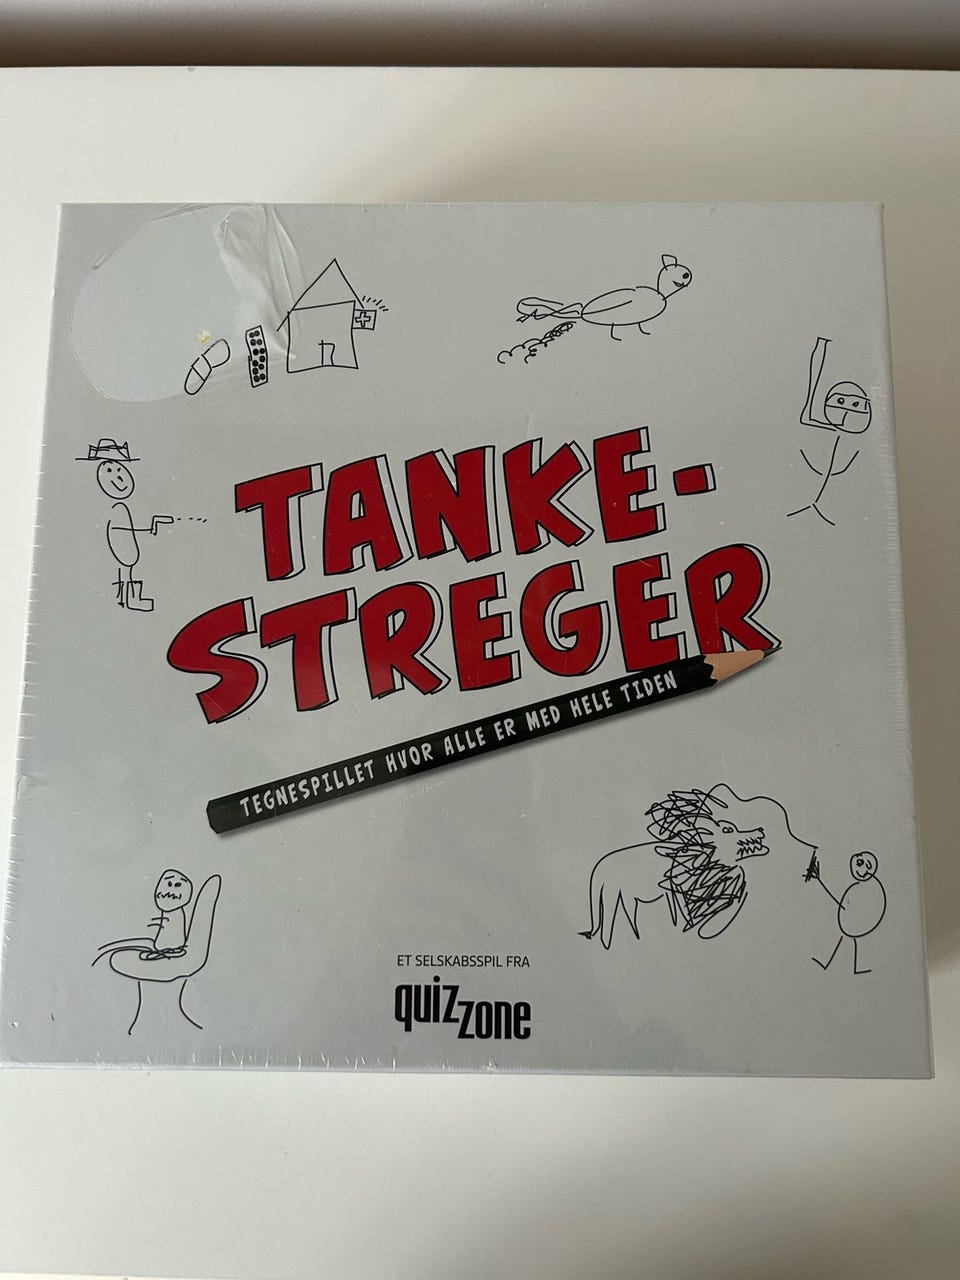 TANKE-
STREGER
TEGNESPILLET HVOR ALLE ER MED HELE TIDEN
ET SELSKABSSPIL FRA
quizzone